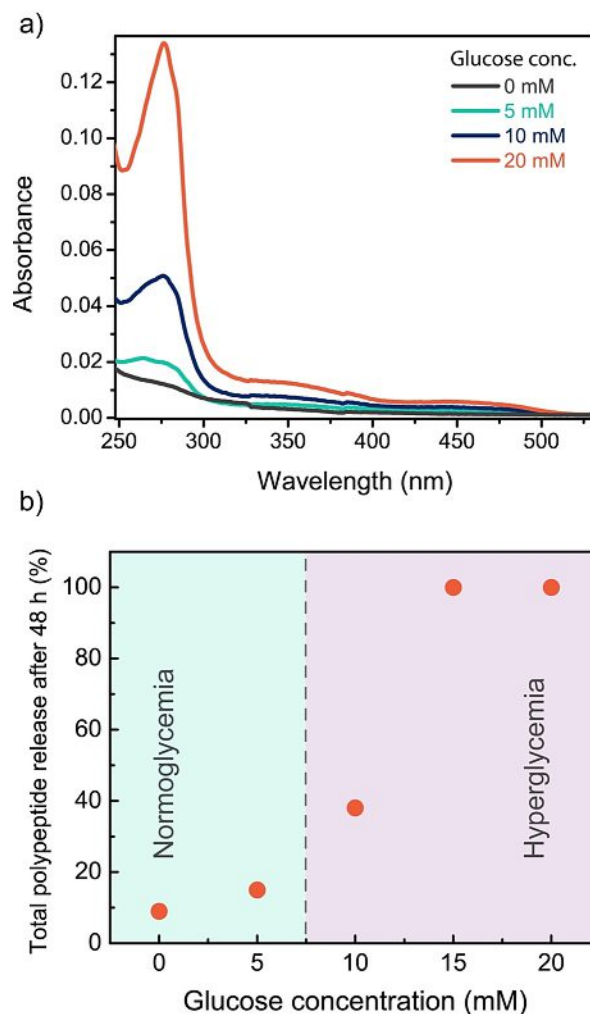 a)
Glucose conc.
0 mM
5 mM
10 mM
20 mM
0.12
0.10
0.08
0.06
0.04
0.02
0.00
Absorbance
250 300 350 400 450 500
Wavelength (nm)
b)
Total polypeptide release after 48 h (%)
100
80
60
40
20
0
Normoglycemia
Hyperglycemia
0 5 10 15 20
Glucose concentration (mM)